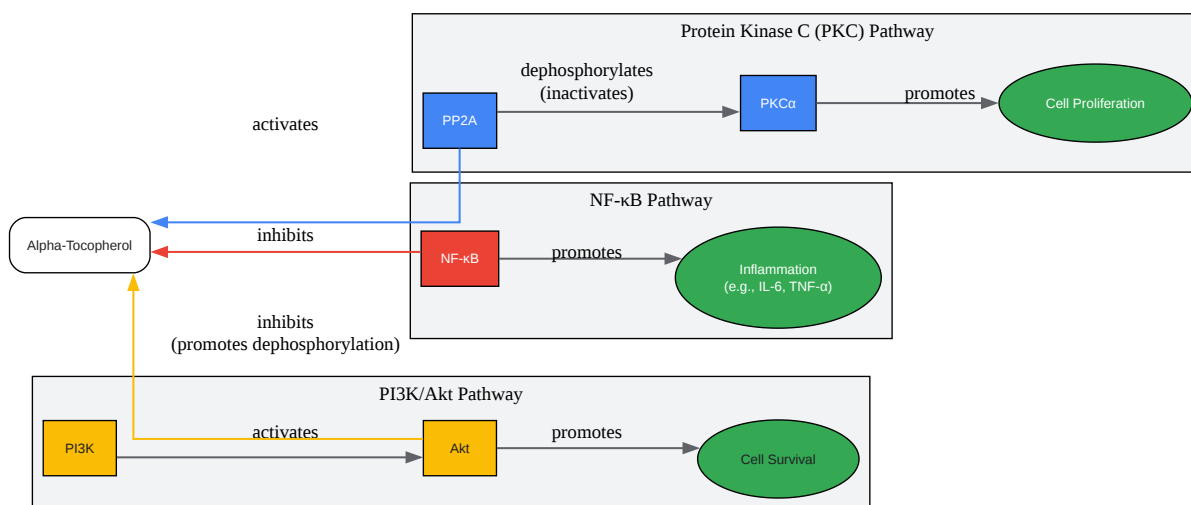 Protein Kinase C (PKC) Pathway
dephosphorylates
(inactivates)
PP2A
PKCα
promotes
Cell Proliferation
activates
NF-κB Pathway
Alpha-Tocopherol
inhibits
NF-κB
promotes
Inflammation
(e.g., IL-6, TNF-α)
inhibits
(promotes dephosphorylation)
PI3K/Akt Pathway
PI3K
activates
Akt
promotes
Cell Survival